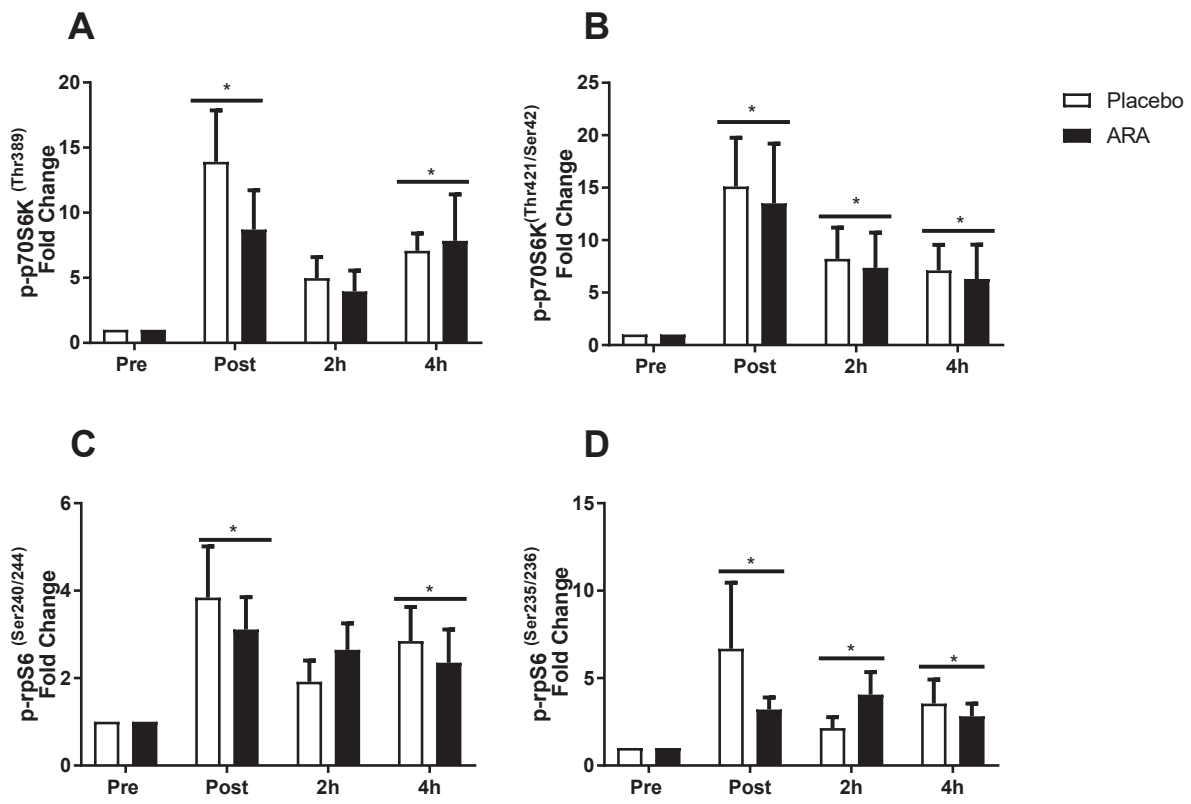 A
20
15
10
5
0
p-p70S6K (Thr389)
Fold Change
*
*
Pre Post 2h 4h
B
25
20
15
10
5
0
p-p70S6K(Thr421/Ser42)
Fold Change
*
*
*
Pre Post 2h 4h
Placebo
ARA
C
6
4
2
0
p-rpS6 (Ser240/244)
Fold Change
*
*
Pre Post 2h 4h
D
15
10
5
0
p-rpS6 (Ser235/236)
Fold Change
*
*
*
Pre Post 2h 4h